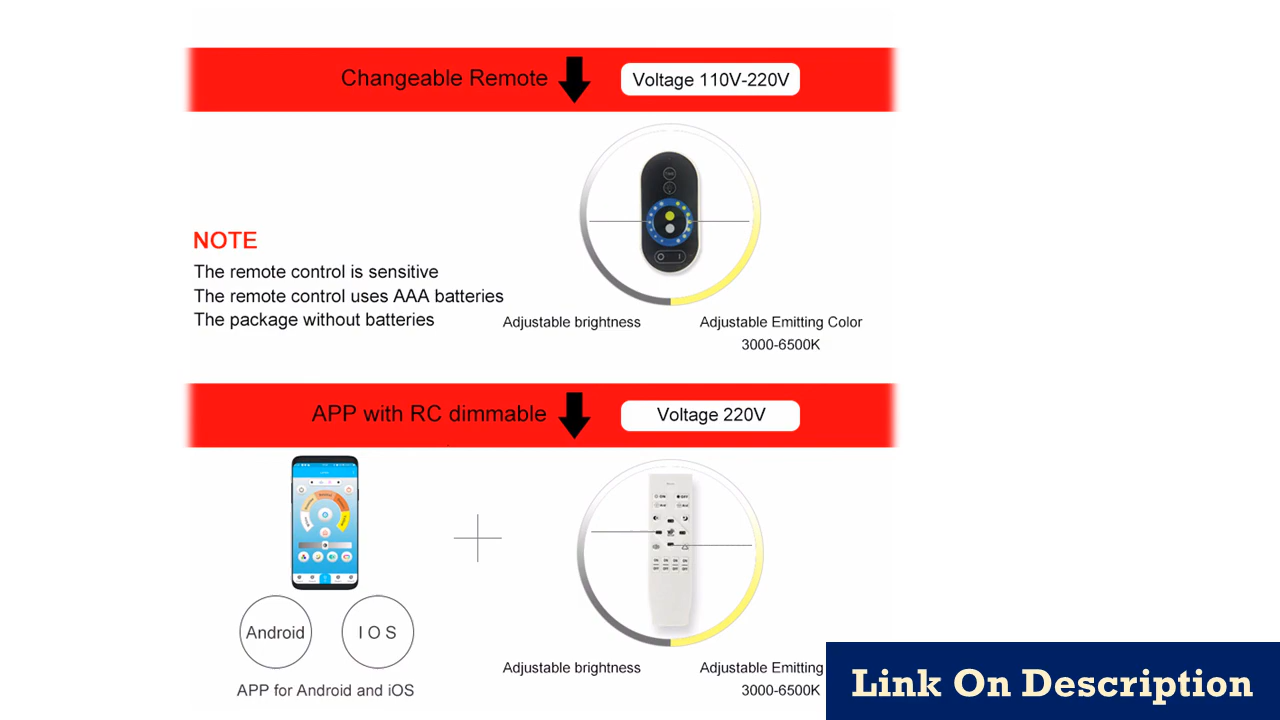 Changeable Remote
Voltage 110V-220V
NOTE
The remote control is sensitive
The remote control uses AAA batteries
The package without batteries
Adjustable brightness
Adjustable Emitting Color
3000-6500K
APP with RC dimmable
Voltage 220V
ON
OFF
Android
I O S
APP for Android and iOS
Adjustable brightness
Adjustable Emitting
3000-6500K
Link On Description